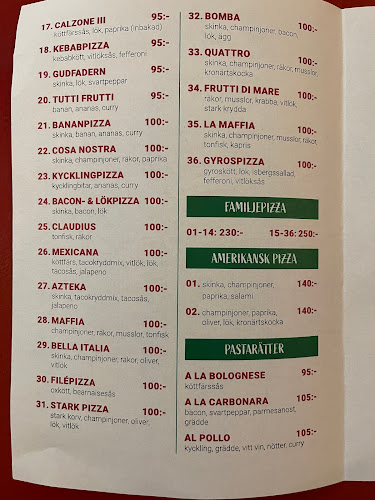 17. CALZONE III 95:-
köttfärssås, lök, paprika (inbakad)
18. KEBABPIZZA 95:-
kebabkött, vitlöksås, fefferoni
19. GUDFADERN 95:-
skinka, lök, svartpeppar
20. TUTTI FRUTTI 95:-
banan, ananas, curry
21. BANANPIZZA 100:-
skinka, banan, ananas, curry
22. COSA NOSTRA 100:-
skinka, champinjoner, räkor, paprika
23. KYCKLINGPIZZA 100:-
kycklingbitar, ananas, curry
24. BACON- & LÖKPIZZA 100:-
skinka, bacon, lök
25. CLAUDIUS 100:-
tonfisk, räkor
26. MEXICANA 100:-
köttfärs, tacokryddmix, vitlök, lök,
tacosås, jalapeno
27. AZTEKA 100:-
skinka, tacokryddmix, tacosås,
jalapeno
28. MAFFIA 100:-
champinjoner, räkor, musslor, tonfisk
29. BELLA ITALIA 100:-
skinka, champinjoner, räkor, oliver,
vitlök
30. FILÉPIZZA 100:-
oxkött, bearnaisesås
31. STARK PIZZA 100:-
stark korv, champinjoner, oliver,
lök, vitlök
32. BOMBA 100:-
skinka, champinjoner, bacon,
lök, ägg
33. QUATTRO 100:-
skinka, champinjoner, räkor, musslor,
kronärtskocka
34. FRUTTI DI MARE 100:-
räkor, musslor, krabba, vitlök,
stark krydda
35. LA MAFFIA 100:-
skinka, champinjoner, musslor, räkor,
tonfisk, kapris
36. GYROSPIZZA 100:-
gyroskött, lök, isbergssallad,
fefferoni, vitlöksås
FAMILJEPIZZA
01-14: 230:- 15-36: 250:-
AMERIKANSK PIZZA
01. skinka, champinjoner, 140:-
paprika, salami
02. champinjoner, paprika, 140:-
oliver, lök, kronärtskocka
PASTARÄTTER
A LA BOLOGNESE 95:-
köttfärssås
A LA CARBONARA 105:-
bacon, svartpeppar, parmesanost,
grädde
AL POLLO 105:-
kyckling, grädde, vitt vin, nötter, curry